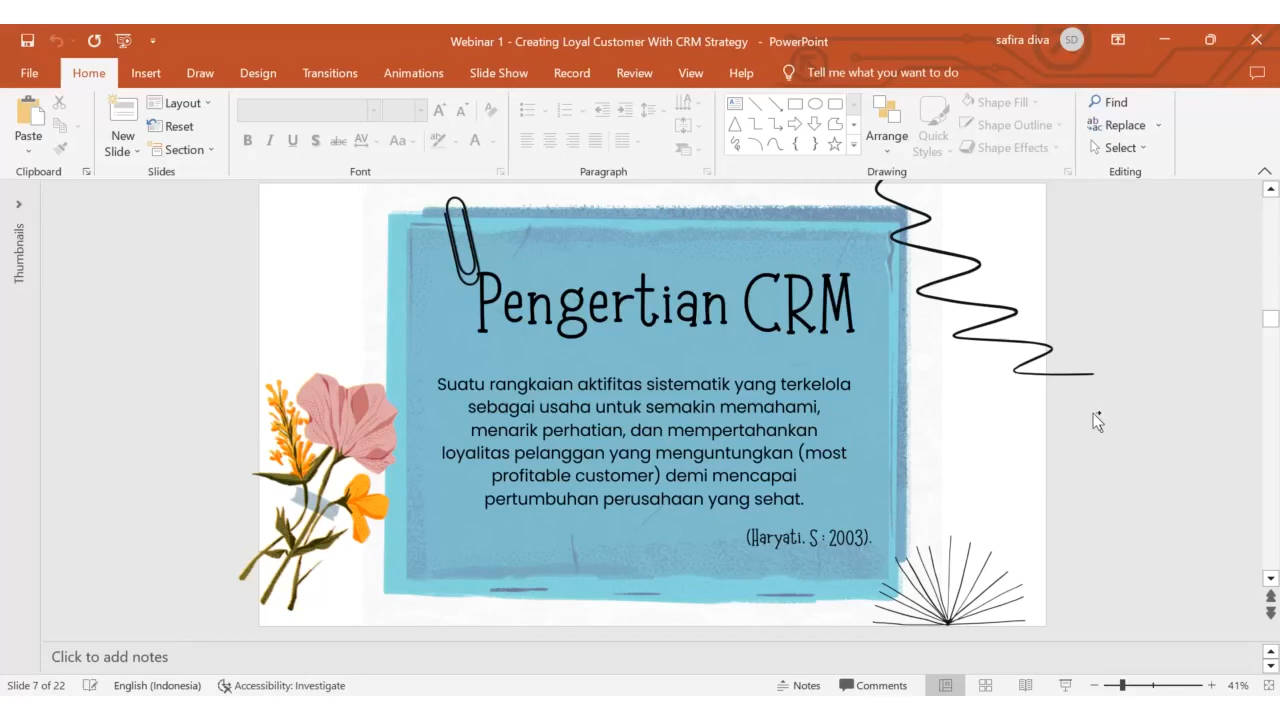 Webinar 1 - Creating Loyal Customer With CRM Strategy - PowerPoint
safira diva
SD
File Home Insert Draw Design Transitions Animations Slide Show Record Review View Help Tell me what you want to do
Paste
Clipboard
New Slide
Layout
Reset
Section
Slides
Font
Paragraph
Arrange
Quick Styles
Shape Fill
Shape Outline
Shape Effects
Drawing
Find
Replace
Select
Editing
Thumbnails
Pengertian CRM
Suatu rangkaian aktifitas sistematik yang terkelola
sebagai usaha untuk semakin memahami,
menarik perhatian, dan mempertahankan
loyalitas pelanggan yang menguntungkan (most
profitable customer) demi mencapai
pertumbuhan perusahaan yang sehat.
(Haryati. S : 2003).
Click to add notes
Slide 7 of 22 English (Indonesia) Accessibility: Investigate Notes Comments 41%